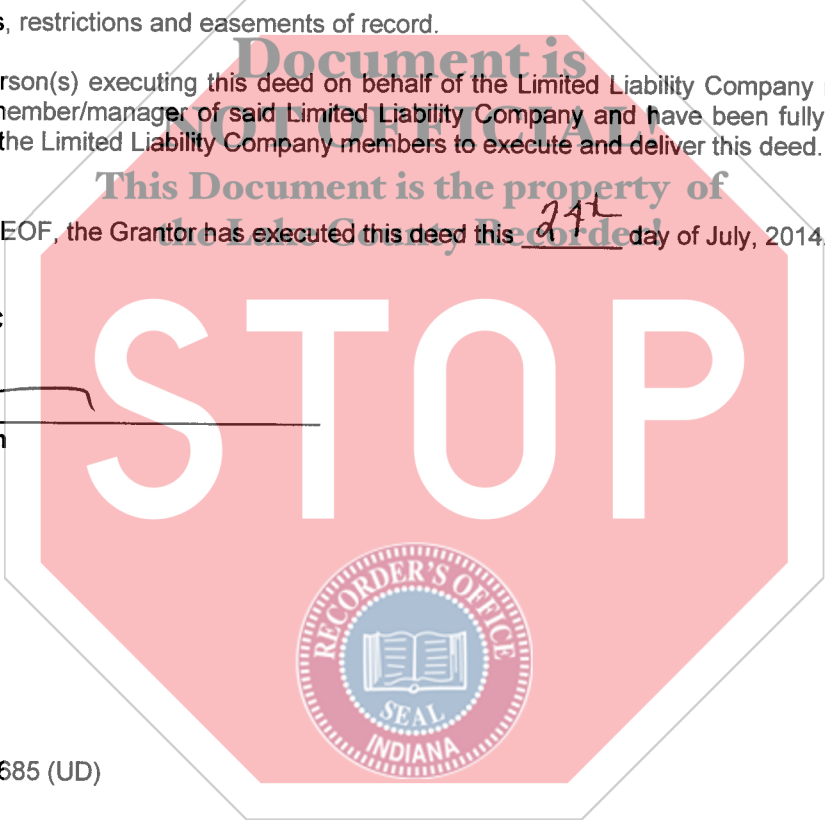 s, restrictions and easements of record.
Document is
rson(s) executing this deed on behalf of the Limited Liability Company
NOT OFFICIAL!
ember/manager of said Limited Liability Company and have been fully
the Limited Liability Company members to execute and deliver this deed.
This Document is the property of
the Lake County Recorder!
EOF, the Grantor has executed this deed this 24th day of July, 2014.
STOP
RECORDER'S OFFICE
SEAL
INDIANA
685 (UD)